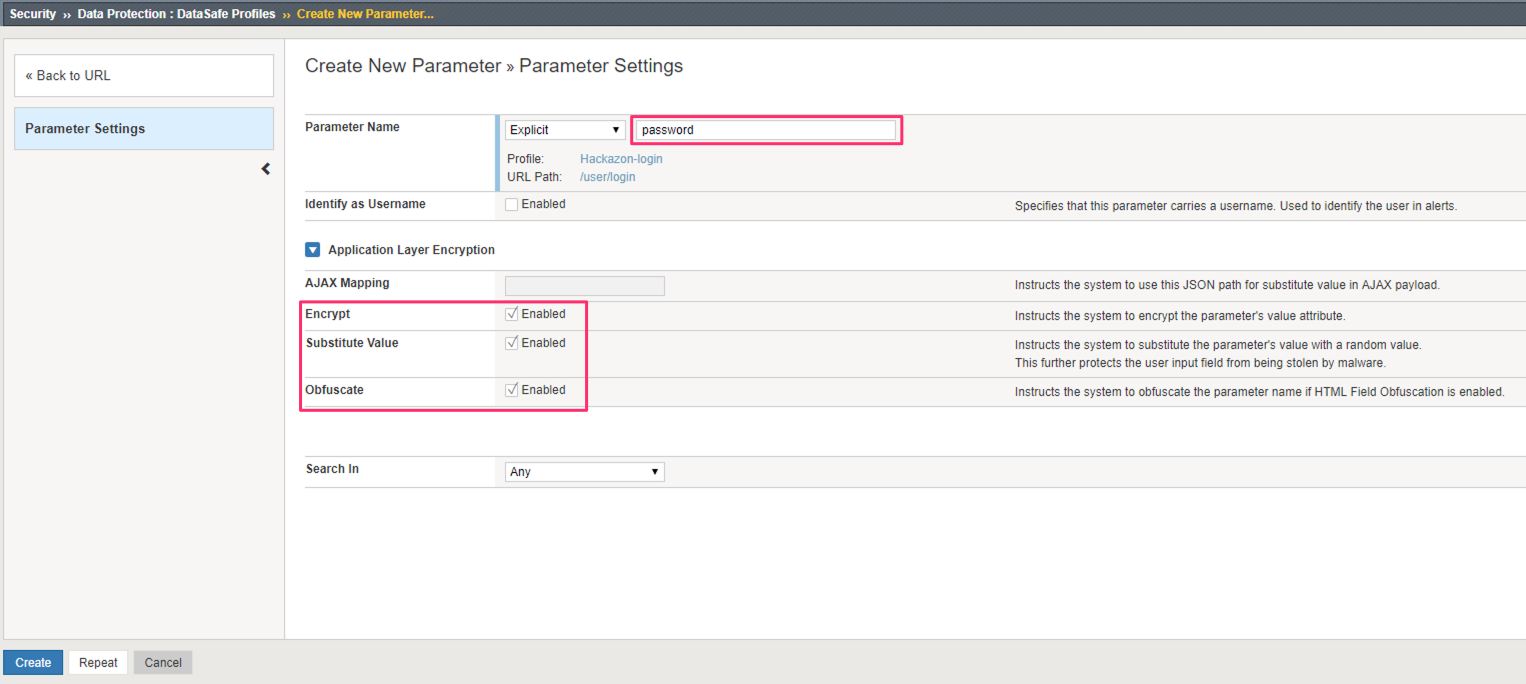 Security ›› Data Protection : DataSafe Profiles ›› Create New Parameter...
« Back to URL
Parameter Settings
Create New Parameter » Parameter Settings
Parameter Name
Explicit
password
Profile: Hackazon-login
URL Path: /user/login
Identify as Username
Enabled
Specifies that this parameter carries a username. Used to identify the user in alerts.
Application Layer Encryption
AJAX Mapping
Instructs the system to use this JSON path for substitute value in AJAX payload.
Encrypt
Enabled
Instructs the system to encrypt the parameter's value attribute.
Substitute Value
Enabled
Instructs the system to substitute the parameter's value with a random value.
This further protects the user input field from being stolen by malware.
Obfuscate
Enabled
Instructs the system to obfuscate the parameter name if HTML Field Obfuscation is enabled.
Search In
Any
Create
Repeat
Cancel